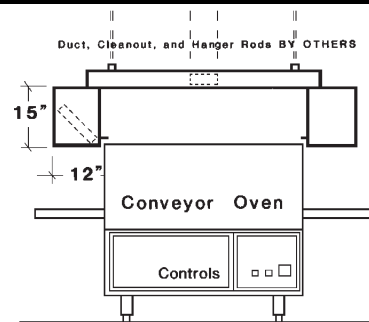 Duct, Cleanout, and Hanger Rods BY OTHERS
15"
12"
Conveyor Oven
Controls